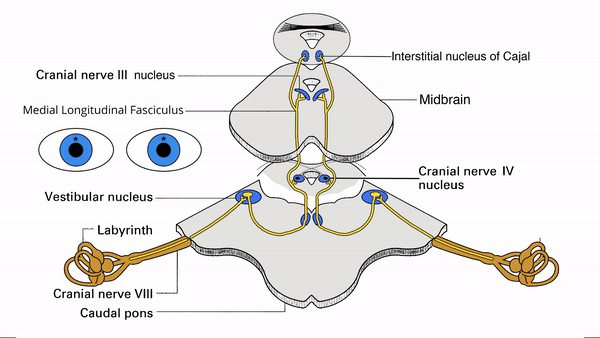 Interstitial nucleus of Cajal
Cranial nerve III nucleus
Midbrain
Medial Longitudinal Fasciculus
*
*
Cranial nerve IV
nucleus
Vestibular nucleus
Labyrinth
Cranial nerve VIII
Caudal pons